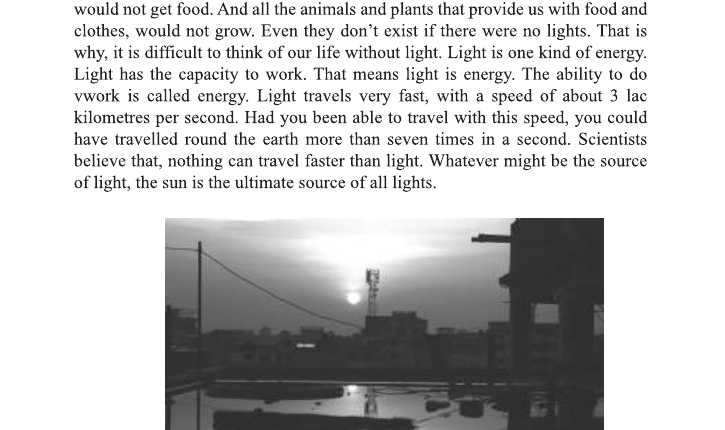 would not get food. And all the animals and plants that provide us with food and
clothes, would not grow. Even they don’t exist if there were no lights. That is
why, it is difficult to think of our life without light. Light is one kind of energy.
Light has the capacity to work. That means light is energy. The ability to do
vwork is called energy. Light travels very fast, with a speed of about 3 lac
kilometres per second. Had you been able to travel with this speed, you could
have travelled round the earth more than seven times in a second. Scientists
believe that, nothing can travel faster than light. Whatever might be the source
of light, the sun is the ultimate source of all lights.